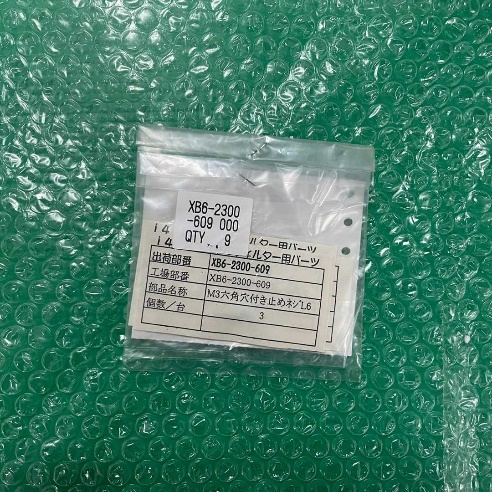 XB6-2300
-609 000
QTY 9
ルター用パーツ
ルター用パーツ
出荷部番 XB6-2300-609
工場部番 XB6-2300-609
部品名称 M3六角穴付き止めネジL6
個数／台 3